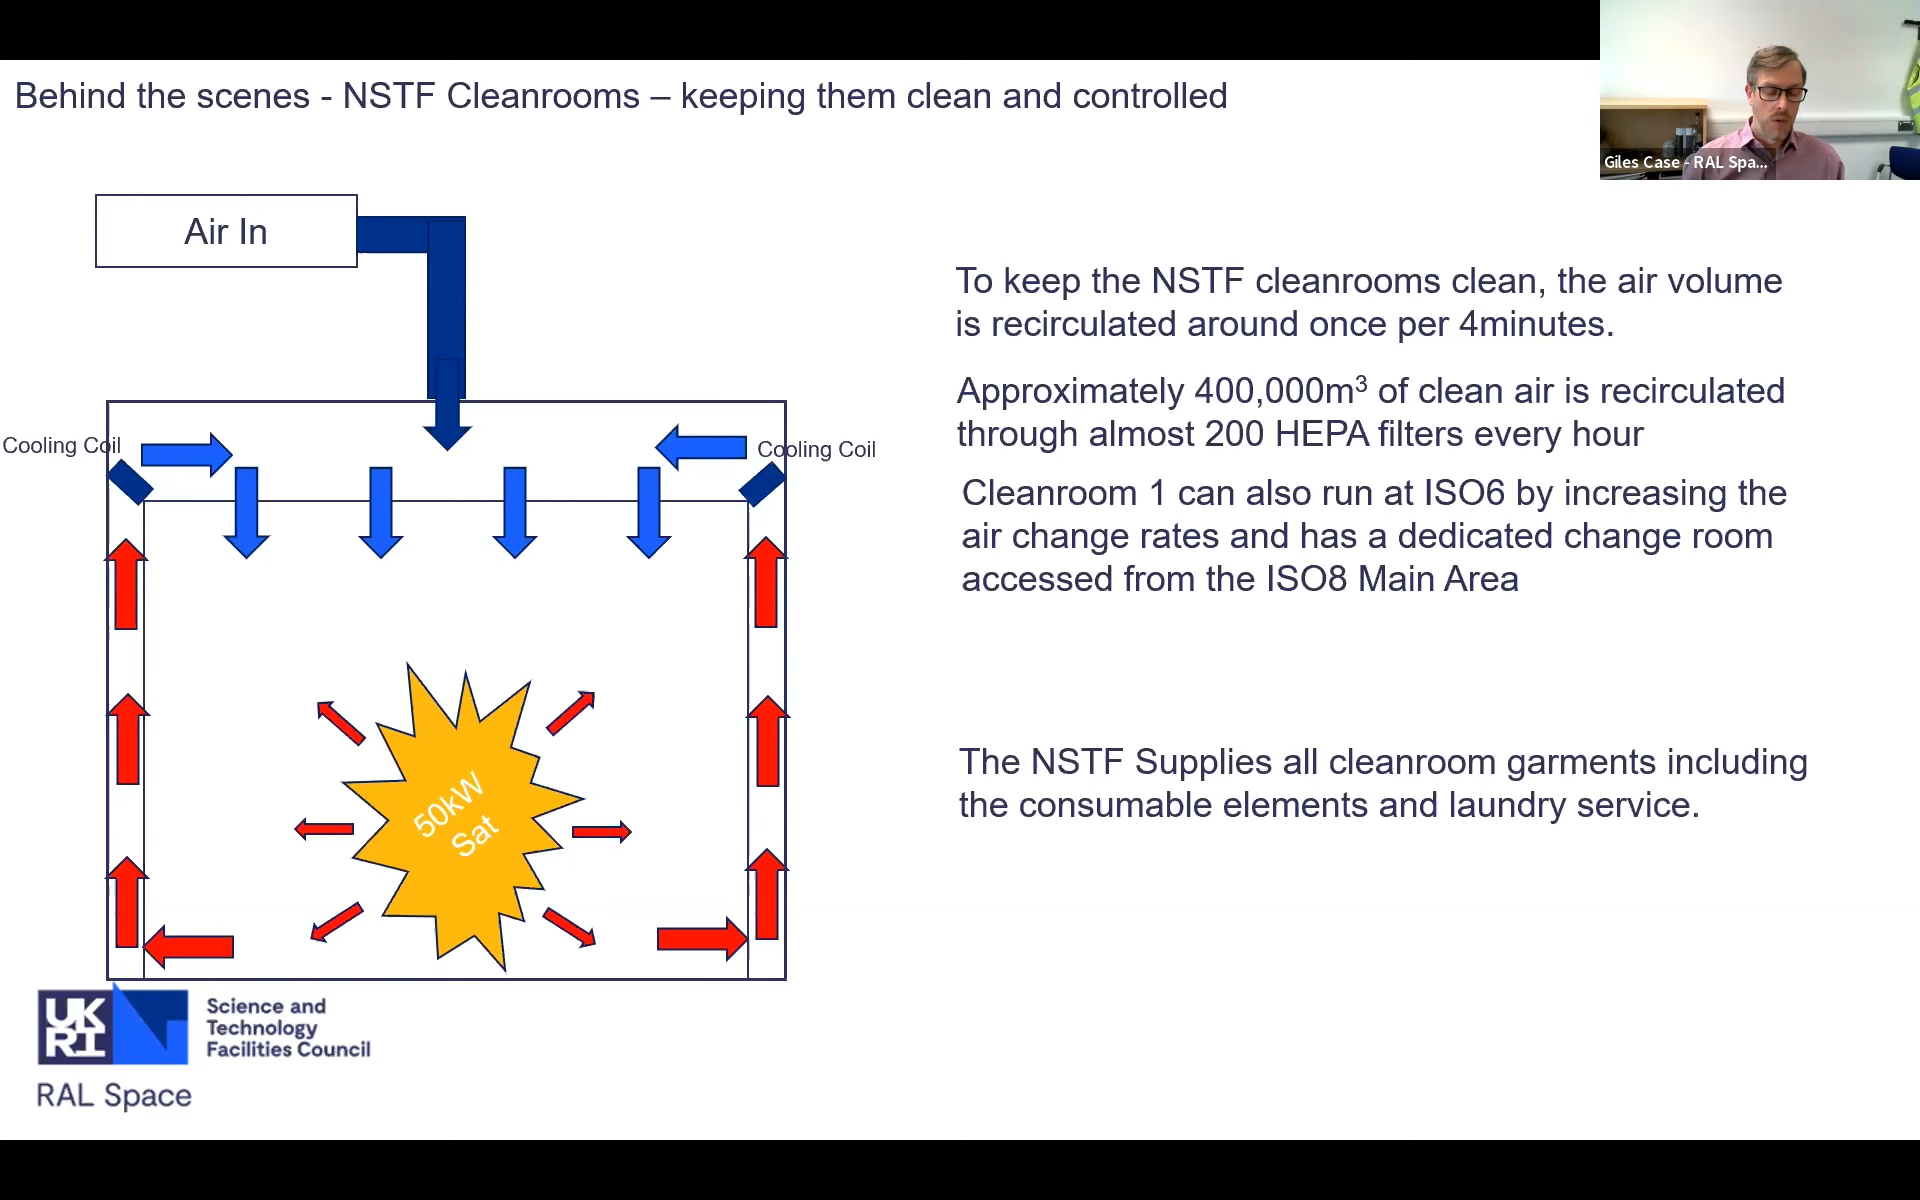 Behind the scenes - NSTF Cleanrooms – keeping them clean and controlled
Giles Case - RAL Spa...
Air In
Cooling Coil
Cooling Coil
50kW
Sat
To keep the NSTF cleanrooms clean, the air volume
is recirculated around once per 4minutes.
Approximately 400,000m³ of clean air is recirculated
through almost 200 HEPA filters every hour
Cleanroom 1 can also run at ISO6 by increasing the
air change rates and has a dedicated change room
accessed from the ISO8 Main Area
The NSTF Supplies all cleanroom garments including
the consumable elements and laundry service.
UK
RI
Science and
Technology
Facilities Council
RAL Space